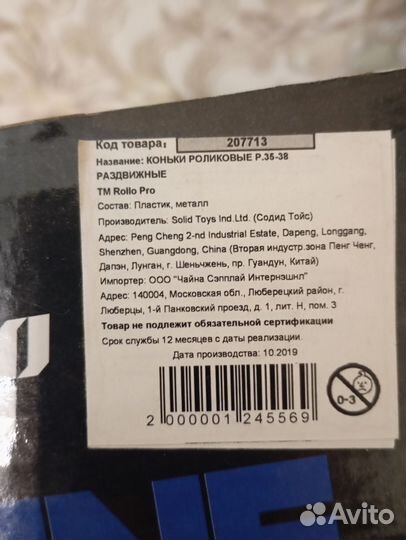 Код товара: 207713
Название: КОНЬКИ РОЛИКОВЫЕ Р.35-38
РАЗДВИЖНЫЕ
TM Rollo Pro
Состав: Пластик, металл
Производитель: Solid Toys Ind.Ltd. (Содид Тойс)
Адрес: Peng Cheng 2-nd Industrial Estate, Dapeng, Longgang,
Shenzhen, Guangdong, China (Вторая индустр.зона Пенг Ченг,
Дапэн, Лунган, г. Шеньчжень, пр. Гуандун, Китай)
Импортер: ООО "Чайна Сэпплай Интернэшнл"
Адрес: 140004, Московская обл., Люберецкий район, г.
Люберцы, 1-й Панковский проезд, д.1, лит. Н, пом. 3
Товар не подлежит обязательной сертификации
Срок службы 12 месяцев с даты реализации
Дата производства: 10.2019
0-3
2 000001 245569
Avito